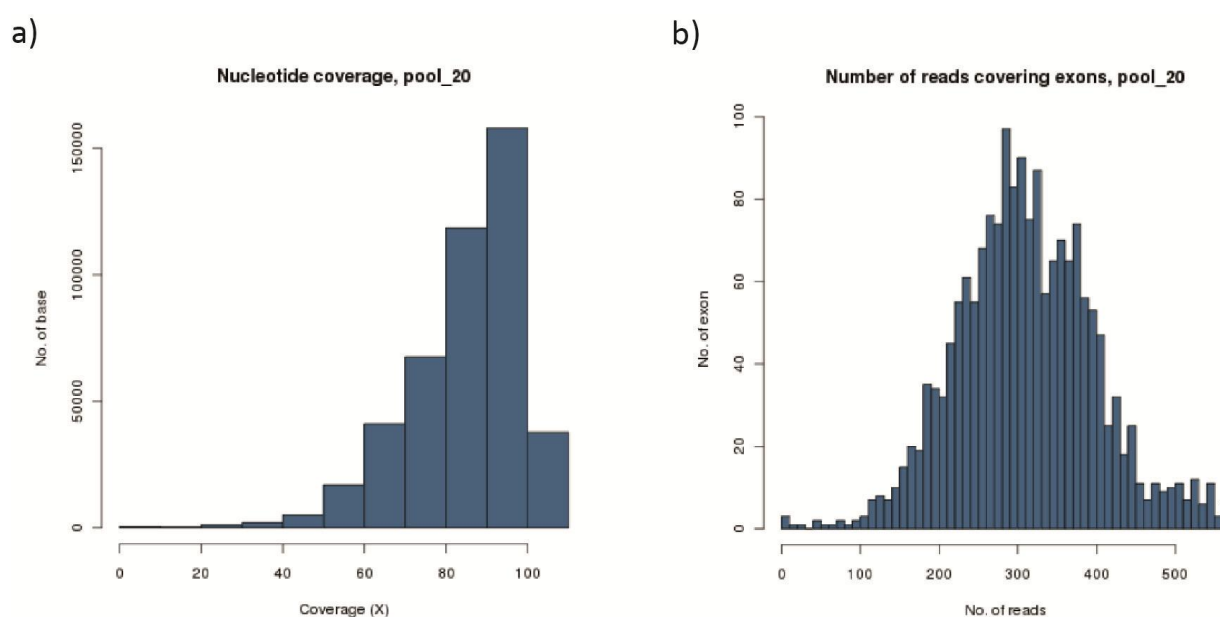 a)
Nucleotide coverage, pool_20
No. of base
0
50000
100000
150000
0 20 40 60 80 100
Coverage (X)
b)
Number of reads covering exons, pool_20
No. of exon
0
20
40
60
80
100
0 100 200 300 400 500
No. of reads